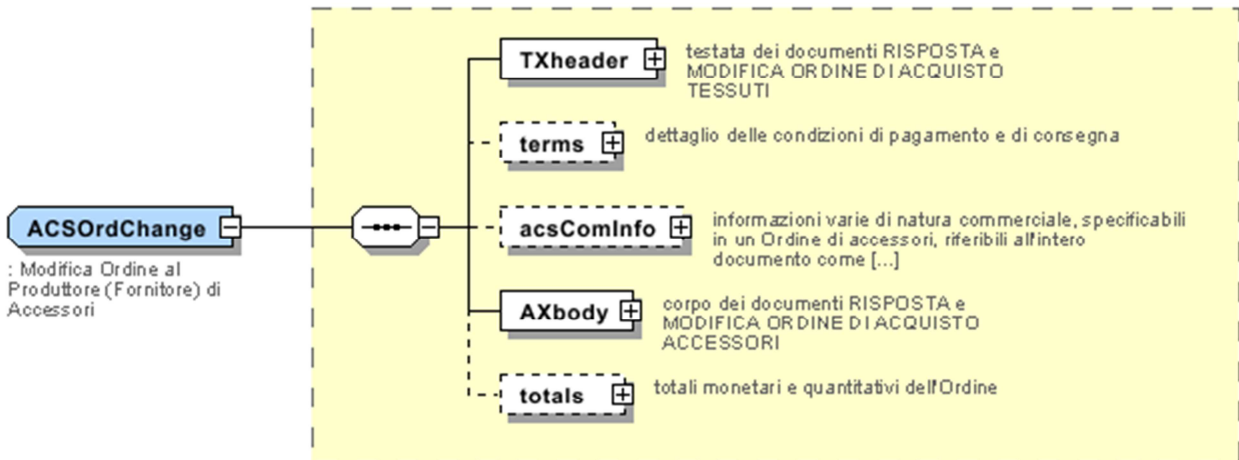 TXheader
testata dei documenti RISPOSTA e
MODIFICA ORDINE DI ACQUISTO
TESSUTI
terms
dettaglio delle condizioni di pagamento e di consegna
ACSOrdChange
: Modifica Ordine al
Produttore (Fornitore) di
Accessori
acsComInfo
informazioni varie di natura commerciale, specificabili
in un Ordine di accessori, riferibili all'intero
documento come [...]
AXbody
corpo dei documenti RISPOSTA e
MODIFICA ORDINE DI ACQUISTO
ACCESSORI
totals
totali monetari e quantitativi dell'Ordine